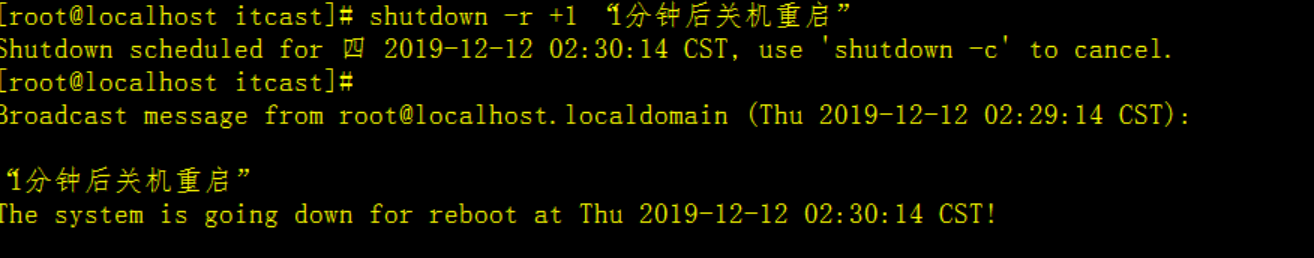 [root@localhost itcast]# shutdown -r +1 “1分钟后关机重启”
Shutdown scheduled for 四 2019-12-12 02:30:14 CST, use 'shutdown -c' to cancel.
[root@localhost itcast]#
Broadcast message from root@localhost.localdomain (Thu 2019-12-12 02:29:14 CST):
“1分钟后关机重启”
The system is going down for reboot at Thu 2019-12-12 02:30:14 CST!